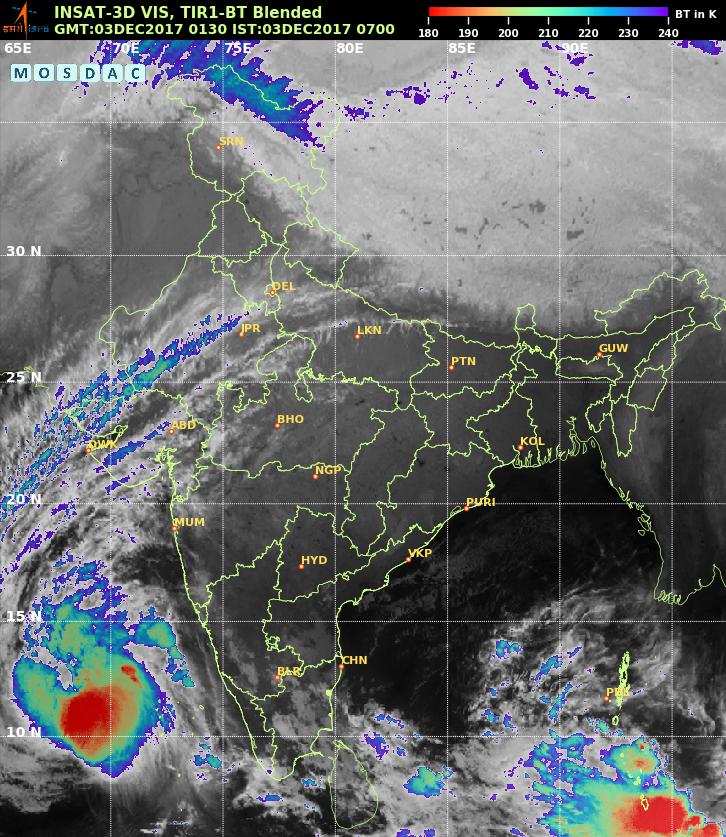 INSAT-3D VIS, TIR1-BT Blended
GMT:03DEC2017 0130 IST:03DEC2017 0700
BT in K
180 190 200 210 220 230 240
65E 70E 75E 80E 85E 90E
M O S D A C
SRN
30 N
DEL
JPR
LKN
GUW
PTN
25 N
ABD
BHO
DWK
KOL
NGP
20 N
PURI
MUM
VKP
HYD
15 N
CHN
BLR
10 N